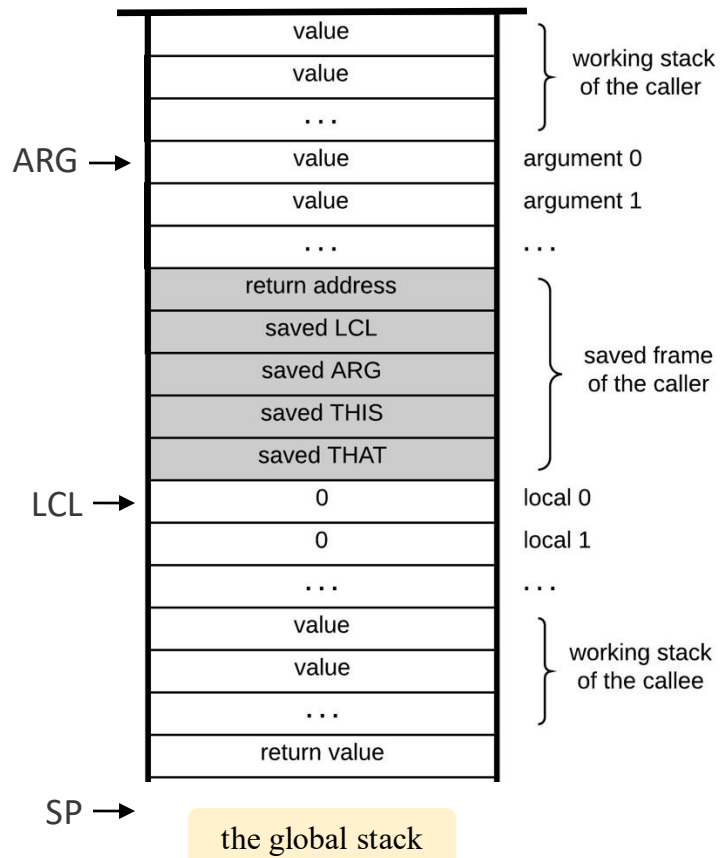 value
value
working stack
of the caller
...
ARG
value
argument 0
value
argument 1
...
...
return address
saved LCL
saved ARG
saved frame
of the caller
saved THIS
saved THAT
LCL
0
local 0
0
local 1
...
...
value
value
working stack
of the callee
...
return value
SP
the global stack